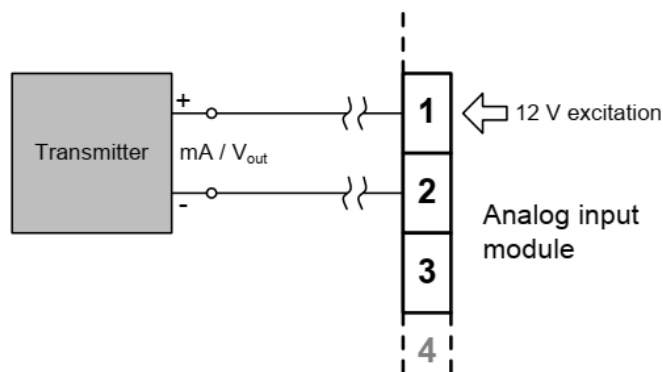 +
1
12 V excitation
Transmitter
mA / Vout
-
2
Analog input
module
3
4